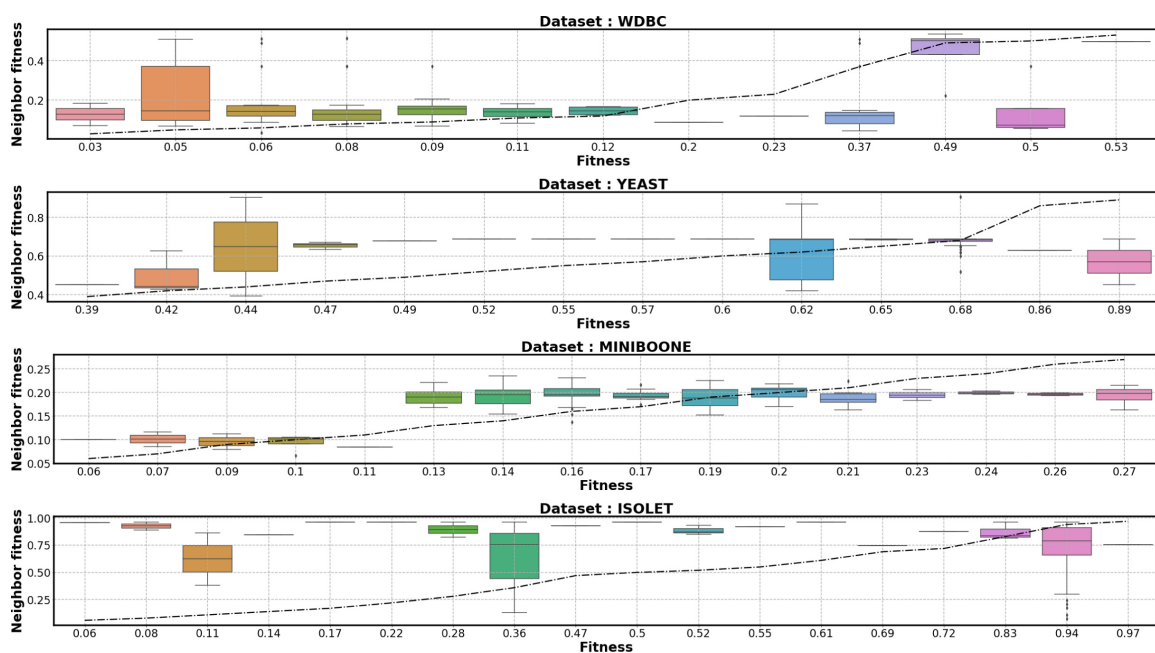 Dataset : WDBC
Neighbor fitness
0.4
0.2
0.03 0.05 0.06 0.08 0.09 0.11 0.12 0.2 0.23 0.37 0.49 0.5 0.53
Fitness
Dataset : YEAST
Neighbor fitness
0.8
0.6
0.4
0.39 0.42 0.44 0.47 0.49 0.52 0.55 0.57 0.6 0.62 0.65 0.68 0.86 0.89
Fitness
Dataset : MINIBOONE
Neighbor fitness
0.25
0.20
0.15
0.10
0.05
0.06 0.07 0.09 0.1 0.11 0.13 0.14 0.16 0.17 0.19 0.2 0.21 0.23 0.24 0.26 0.27
Fitness
Dataset : ISOLET
Neighbor fitness
1.00
0.75
0.50
0.25
0.06 0.08 0.11 0.14 0.17 0.22 0.28 0.36 0.47 0.5 0.52 0.55 0.61 0.69 0.72 0.83 0.94 0.97
Fitness